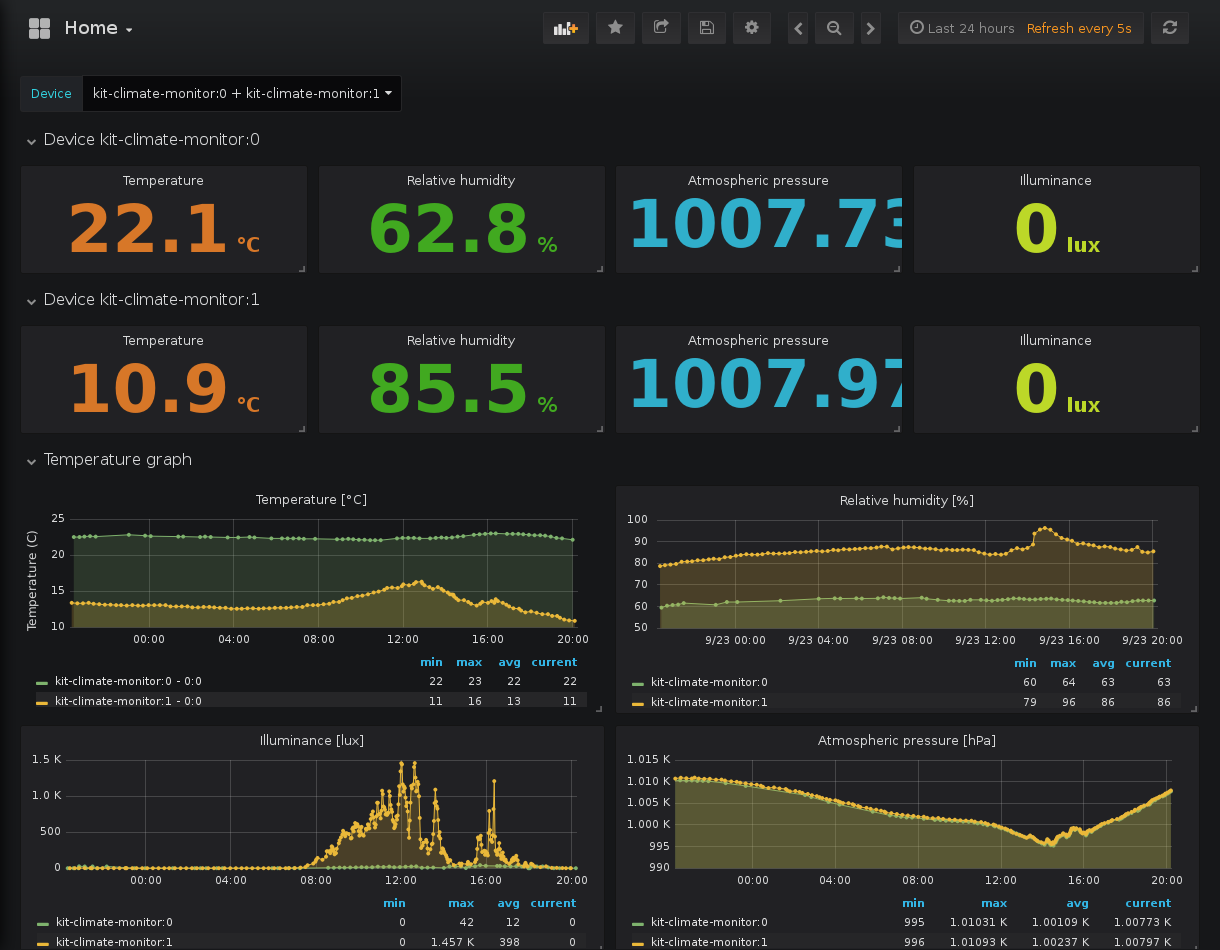 Home
Last 24 hours Refresh every 5s
Device kit-climate-monitor:0 + kit-climate-monitor:1
Device kit-climate-monitor:0
Temperature Relative humidity Atmospheric pressure Illuminance
22.1 °C 62.8 % 1007.73 0 lux
Device kit-climate-monitor:1
Temperature Relative humidity Atmospheric pressure Illuminance
10.9 °C 85.5 % 1007.97 0 lux
Temperature graph
Temperature [°C]
Temperature (C)
25
20
15
10
00:00 04:00 08:00 12:00 16:00 20:00
min max avg current
kit-climate-monitor:0 - 0:0 22 23 22 22
kit-climate-monitor:1 - 0:0 11 16 13 11
Relative humidity [%]
100
90
80
70
60
50
9/23 00:00 9/23 04:00 9/23 08:00 9/23 12:00 9/23 16:00 9/23 20:00
min max avg current
kit-climate-monitor:0 60 64 63 63
kit-climate-monitor:1 79 96 86 86
Illuminance [lux]
1.5 K
1.0 K
500
0
00:00 04:00 08:00 12:00 16:00 20:00
min max avg current
kit-climate-monitor:0 0 42 12 0
kit-climate-monitor:1 0 1.457 K 398 0
Atmospheric pressure [hPa]
1.015 K
1.010 K
1.005 K
1.000 K
995
990
00:00 04:00 08:00 12:00 16:00 20:00
min max avg current
kit-climate-monitor:0 995 1.01031 K 1.00109 K 1.00773 K
kit-climate-monitor:1 996 1.01093 K 1.00237 K 1.00797 K